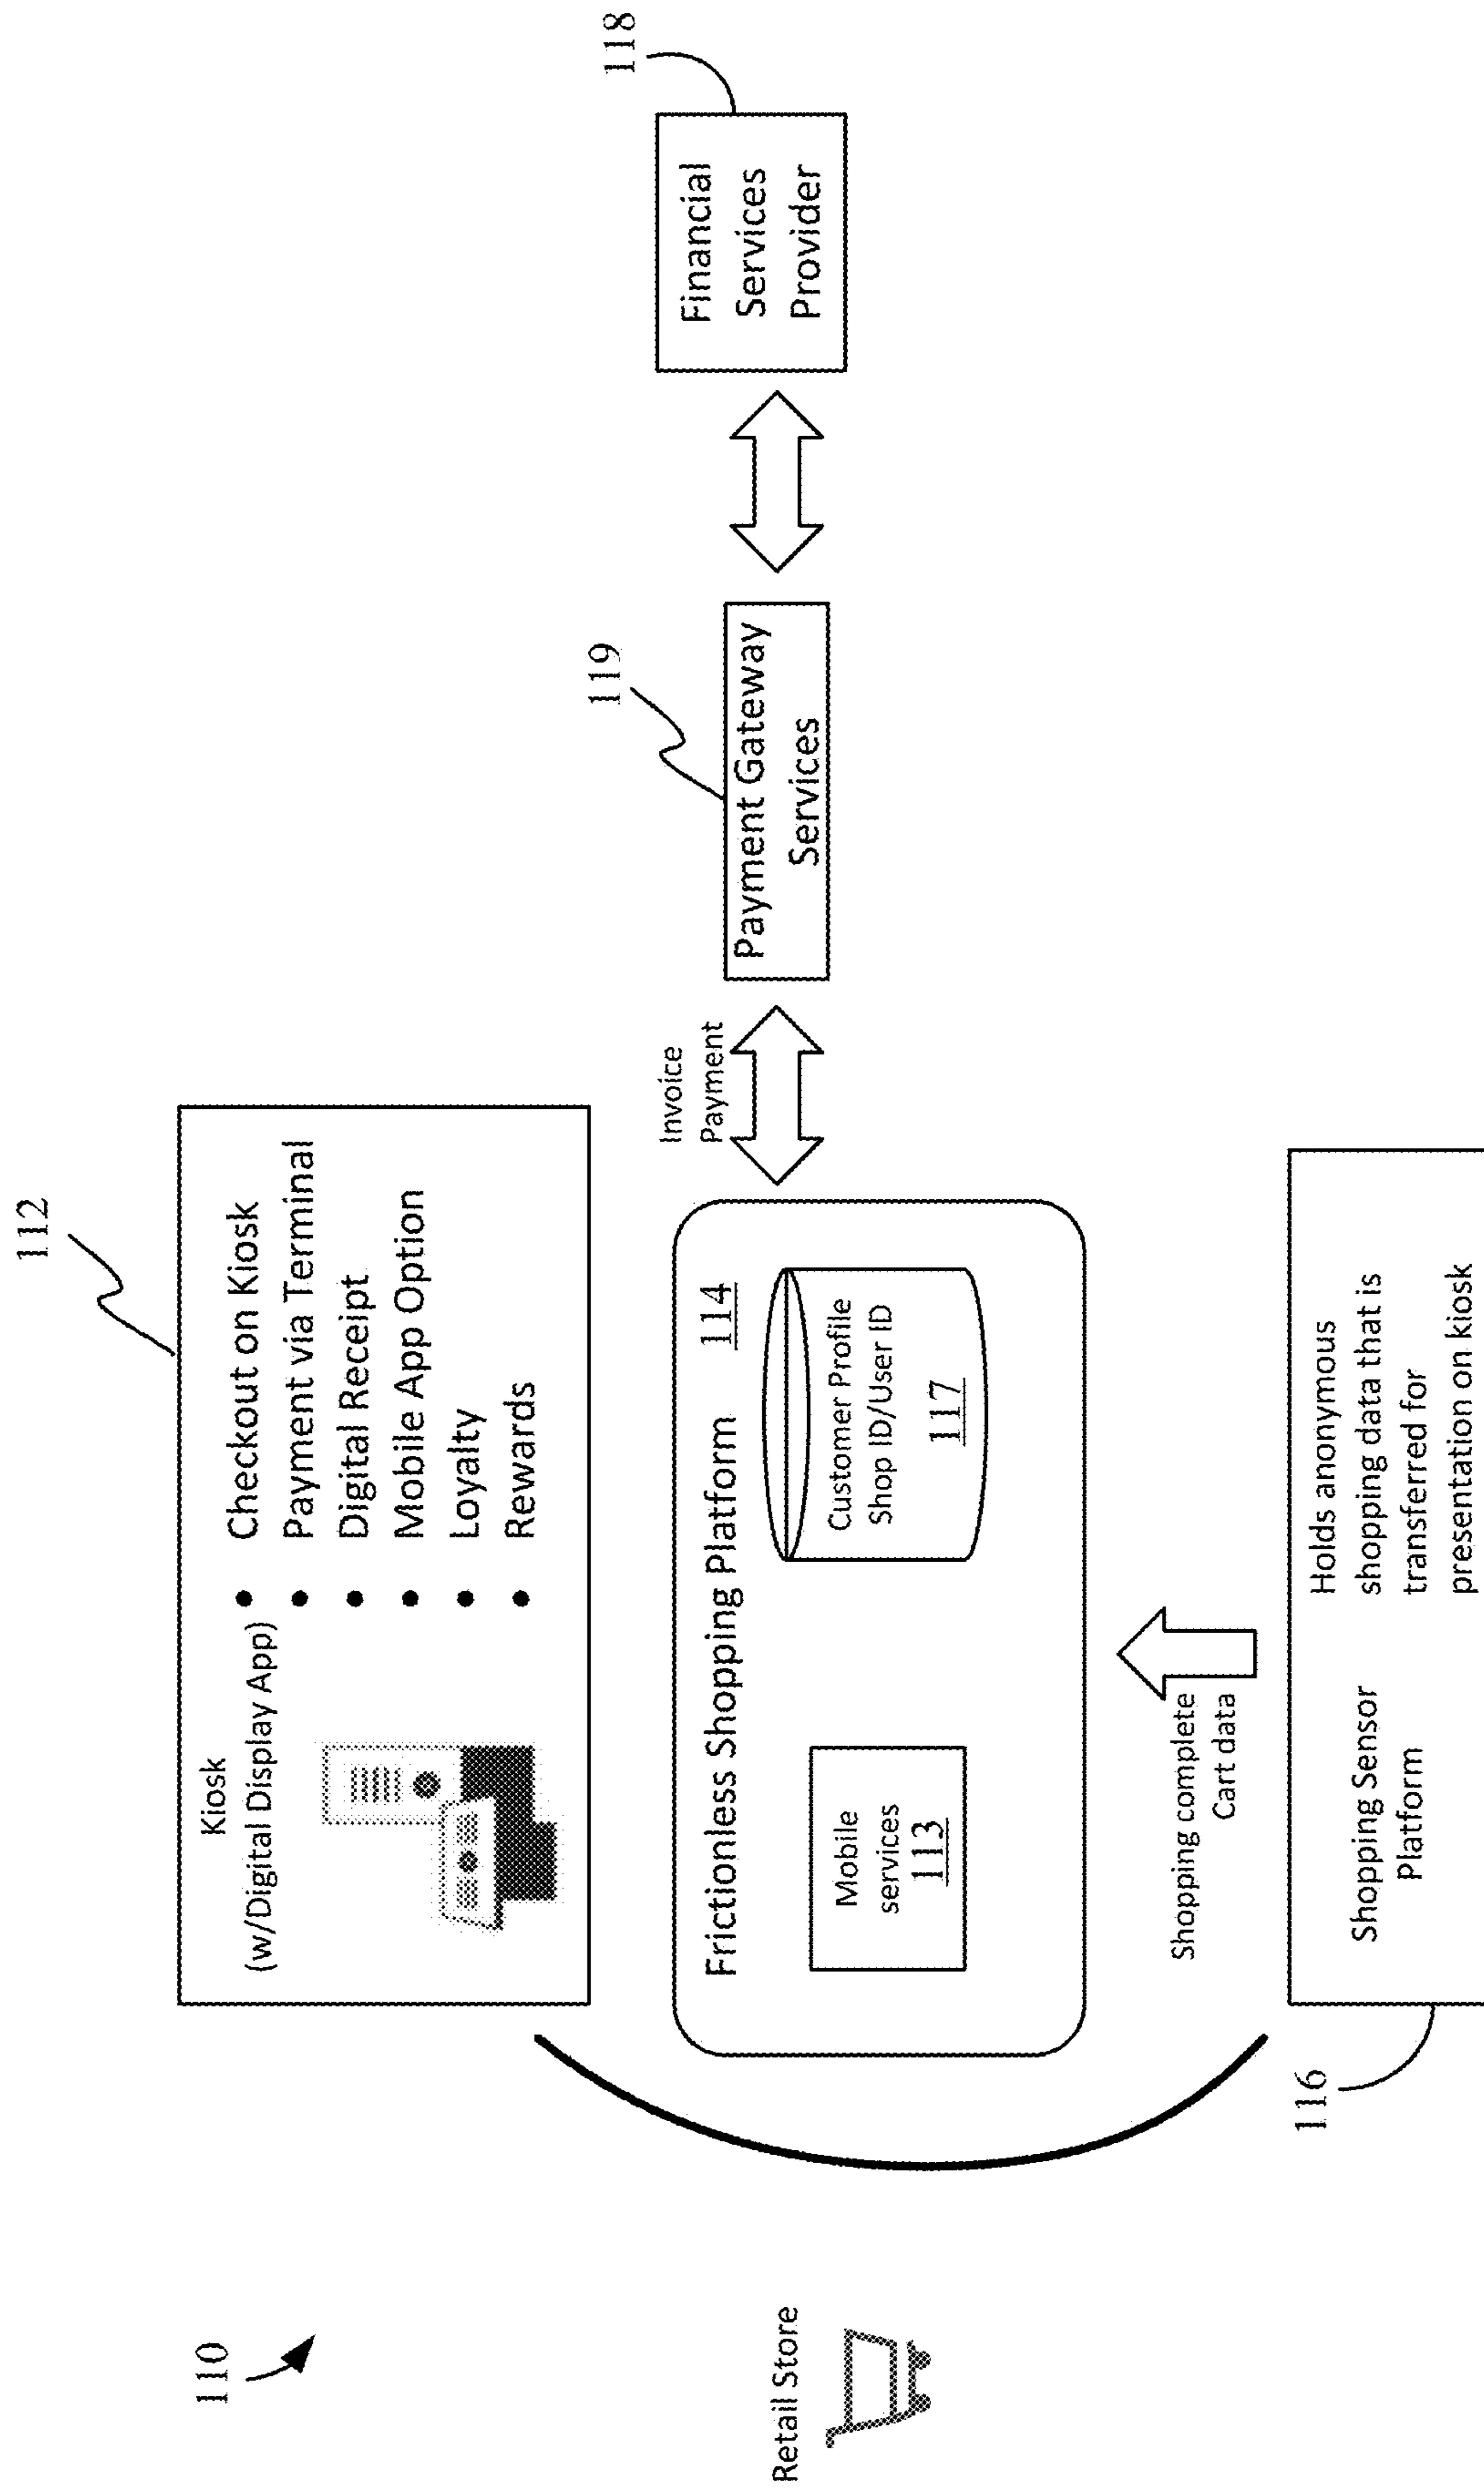 110
112
Kiosk
(w/Digital Display App)
• Checkout on Kiosk
• Payment via Terminal
• Digital Receipt
• Mobile App Option
• Loyalty
• Rewards
Retail Store
Frictionless Shopping Platform 114
Mobile
services
113
Customer Profile
Shop ID/User ID
117
Invoice
Payment
119
Payment Gateway
Services
118
Financial
Services
Provider
Shopping complete
Cart data
116
Shopping Sensor
Platform
Holds anonymous
shopping data that is
transferred for
presentation on kiosk